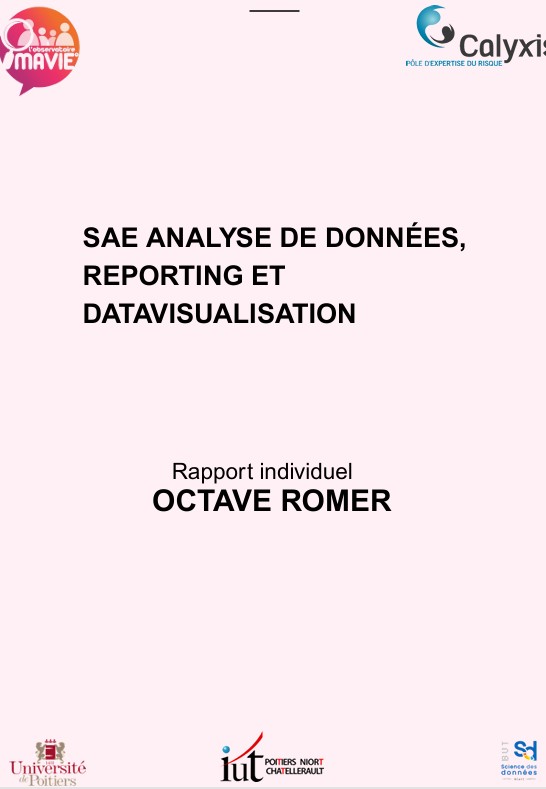 l'observatoire
MAVIE
Calyxis
PÔLE D'EXPERTISE DU RISQUE
SAE ANALYSE DE DONNÉES,
REPORTING ET
DATAVISUALISATION
Rapport individuel
OCTAVE ROMER
Université
de Poitiers
iut
POITIERS NIORT
CHATELLERAULT
BUT
Sd
Science des
données